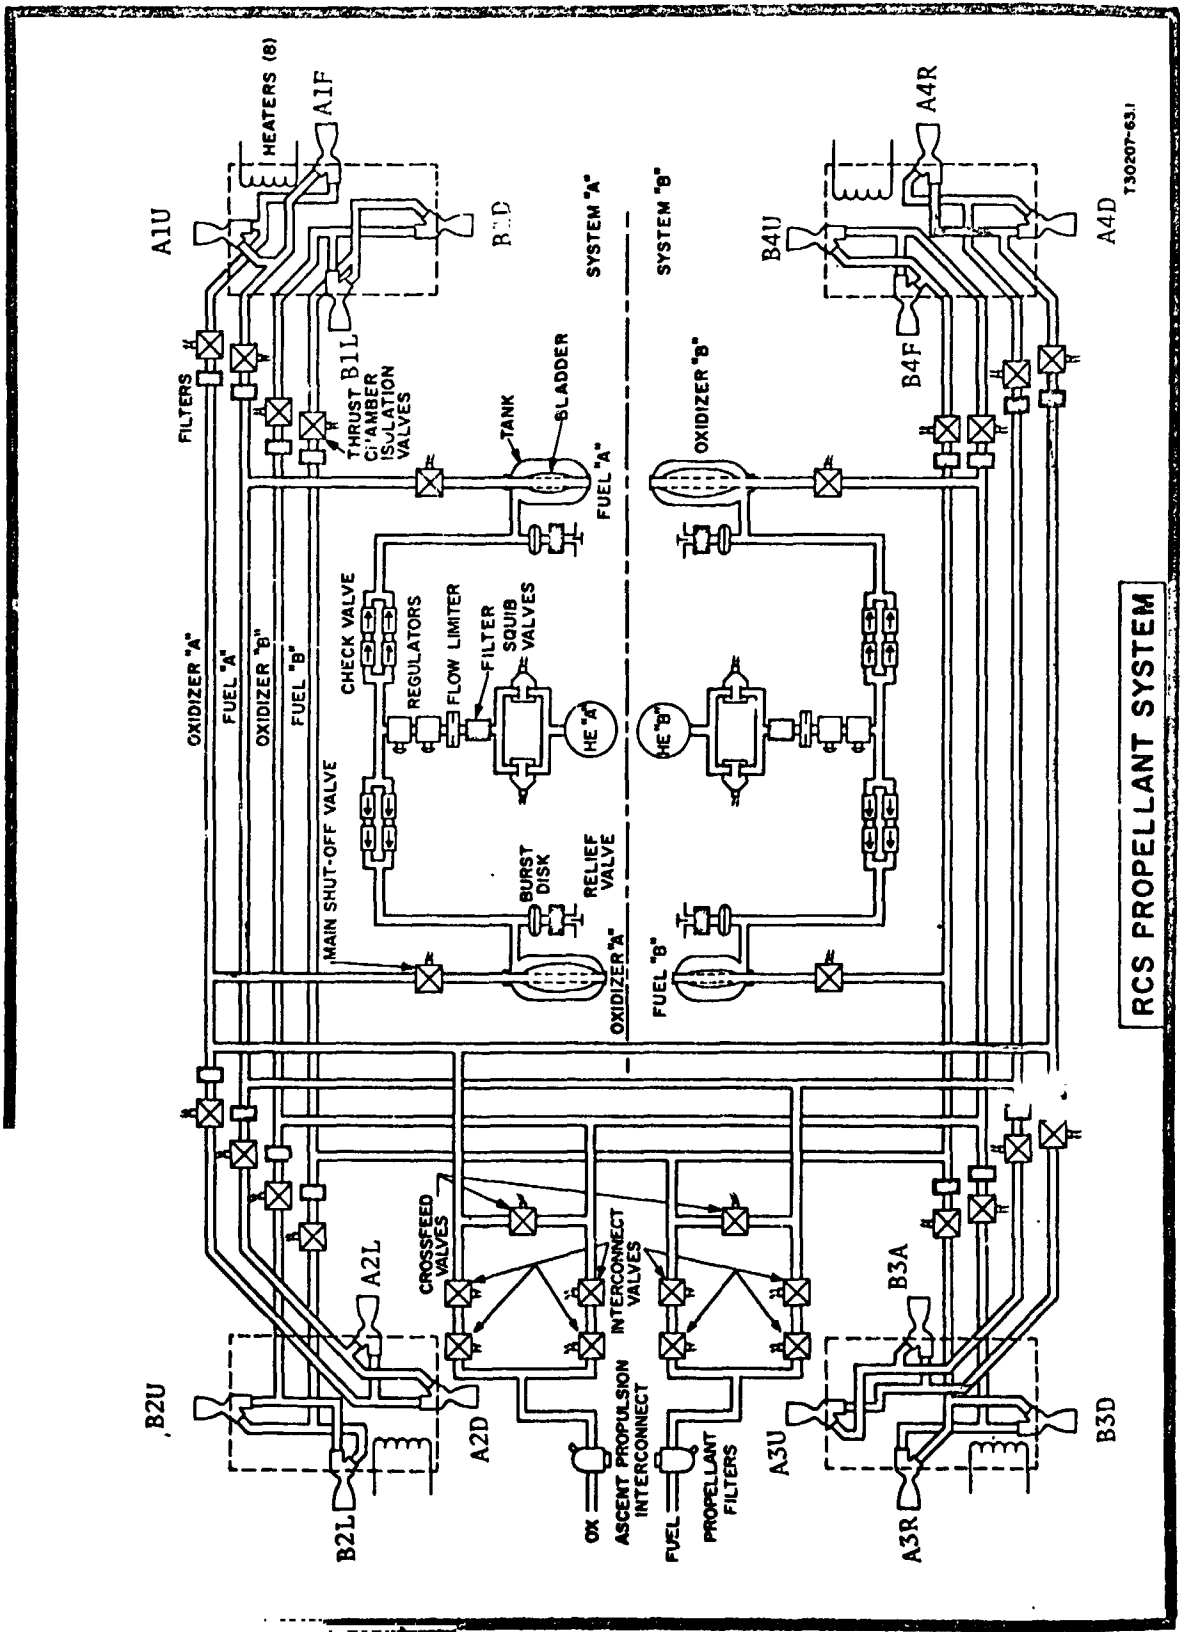 HEATERS (8)
A1F
A1U
FILTERS
B1L
THRUST
ISOLATION
VALVES
SYSTEM "A"
SYSTEM "B"
A4R
B4U
B4F
A4D
T30207-63.1
TANK
BLADDER
FUEL "A"
OXIDIZER "B"
OXIDIZER "A"
FUEL "A"
OXIDIZER "B"
FUEL "B"
CHECK VALVE
REGULATORS
FLOW LIMITER
FILTER
SQUIB
VALVES
HE "A"
HE "B"
MAIN SHUT-OFF VALVE
BURST
DISK
RELIEF
VALVE
OXIDIZER "A"
FUEL "B"
CROSSFEED
VALVES
INTERCONNECT
VALVES
B2U
A2L
A2D
B2L
OX
ASCENT PROPULSION
INTERCONNECT
FUEL
PROPELLANT
FILTERS
A3U
B3A
A3R
B3D
RCS PROPELLANT SYSTEM